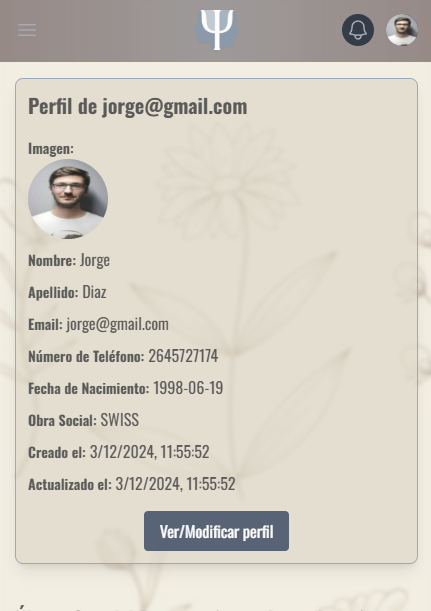 Ψ
Perfil de jorge@gmail.com
Imagen:
Nombre: Jorge
Apellido: Diaz
Email: jorge@gmail.com
Número de Teléfono: 2645727174
Fecha de Nacimiento: 1998-06-19
Obra Social: SWISS
Creado el: 3/12/2024, 11:55:52
Actualizado el: 3/12/2024, 11:55:52
Ver/Modificar perfil